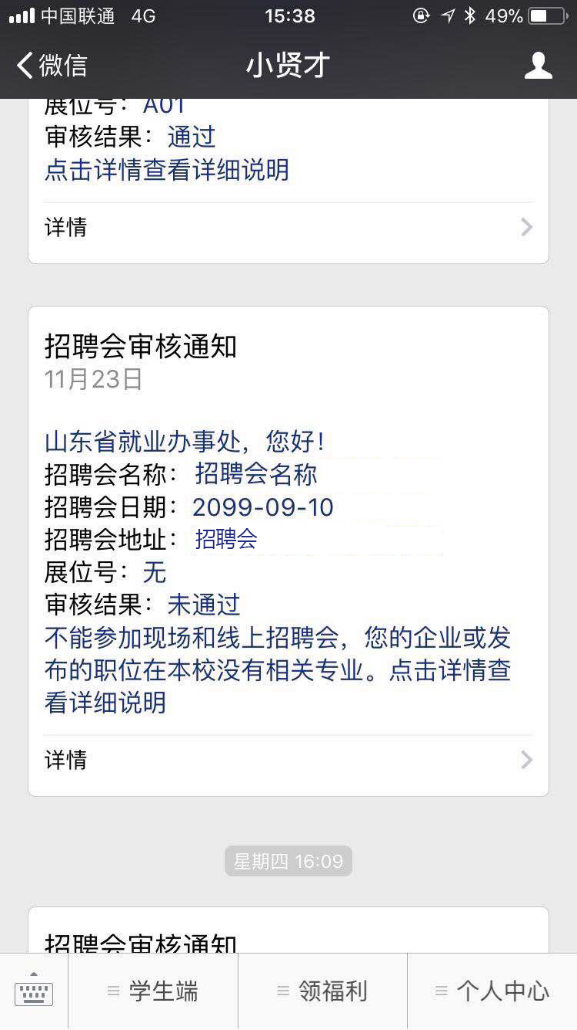 中国联通 4G 15:38 49%
微信 小贤才
展位号：A01
审核结果：通过
点击详情查看详细说明
详情
招聘会审核通知
11月23日
山东省就业办事处，您好！
招聘会名称：招聘会名称
招聘会日期：2099-09-10
招聘会地址：招聘会
展位号：无
审核结果：未通过
不能参加现场和线上招聘会，您的企业或发
布的职位在本校没有相关专业。点击详情查
看详细说明
详情
星期四 16:09
招聘会审核通知
学生端 领福利 个人中心